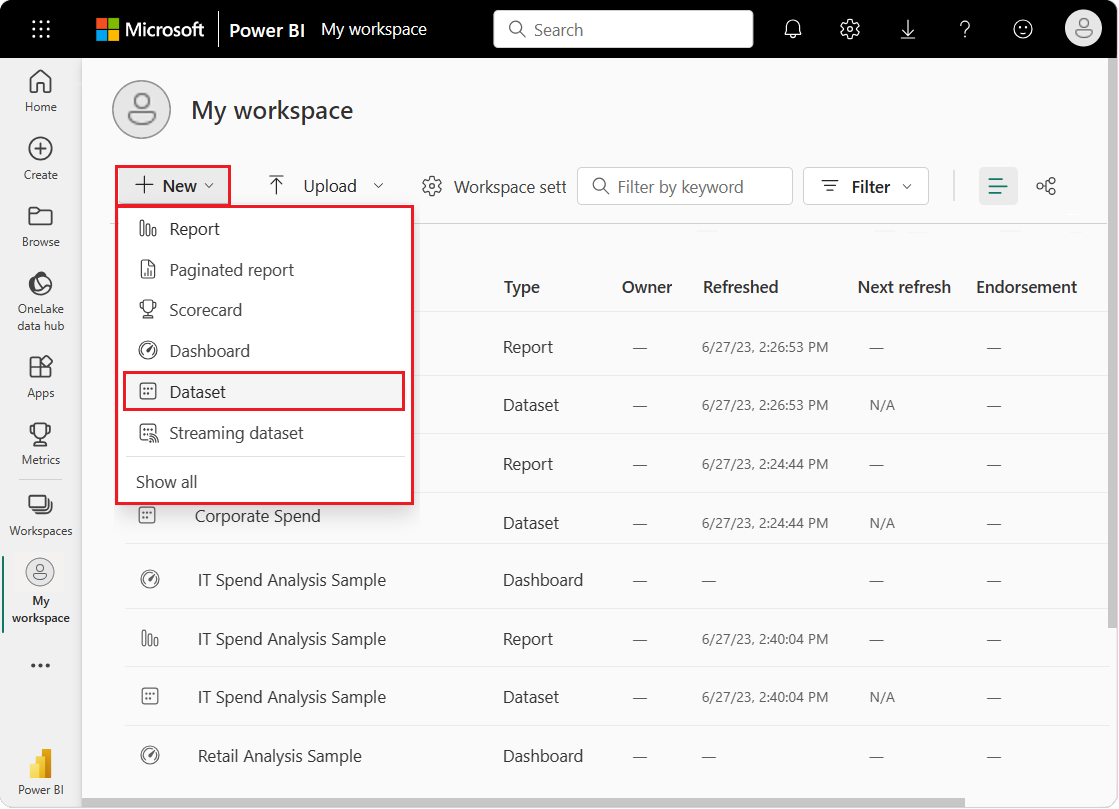 Microsoft Power BI My workspace Search
Home
Create
Browse
OneLake
data hub
Apps
Metrics
Workspaces
My
workspace
Power BI
My workspace
New Upload Workspace sett Filter by keyword Filter
Report
Paginated report
Scorecard
Dashboard
Dataset
Streaming dataset
Show all
Type Owner Refreshed Next refresh Endorsement
Report — 6/27/23, 2:26:53 PM — —
Dataset — 6/27/23, 2:26:53 PM N/A —
Report — 6/27/23, 2:24:44 PM — —
Corporate Spend Dataset — 6/27/23, 2:24:44 PM N/A —
IT Spend Analysis Sample Dashboard — — — —
IT Spend Analysis Sample Report — 6/27/23, 2:40:04 PM — —
IT Spend Analysis Sample Dataset — 6/27/23, 2:40:04 PM N/A —
Retail Analysis Sample Dashboard — — — —